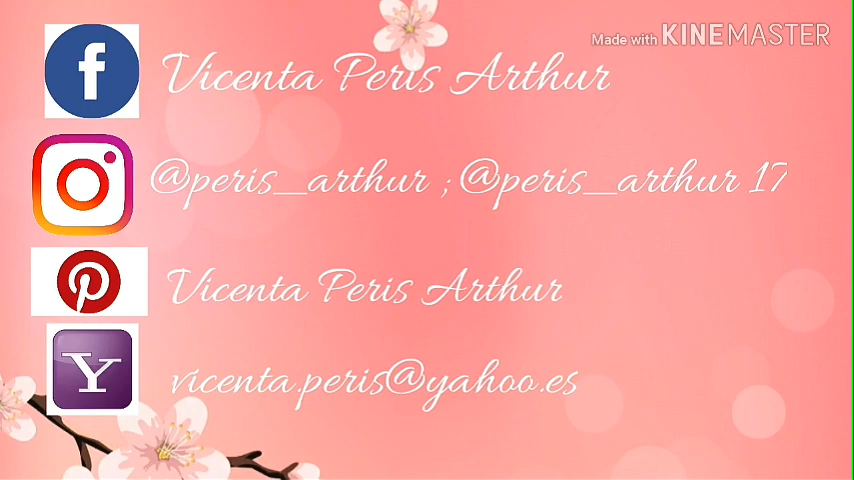 Made with KINEMASTER
Vicenta Peris Arthur
@peris_arthur ; @peris_arthur 17
Vicenta Peris Arthur
vicenta.peris@yahoo.es